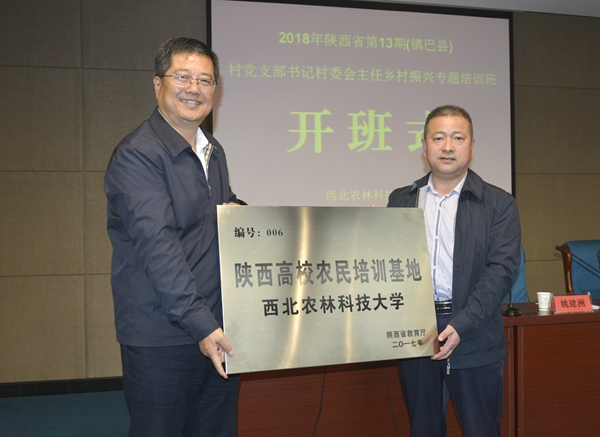 2018年陕西省第13期(镇巴县)
村党支部书记村委会主任乡村振兴专题培训班
开班式
西北农林科技
编号：006
陕西高校农民培训基地
西北农林科技大学
陕西省教育厅
二〇一七年
姚建洲